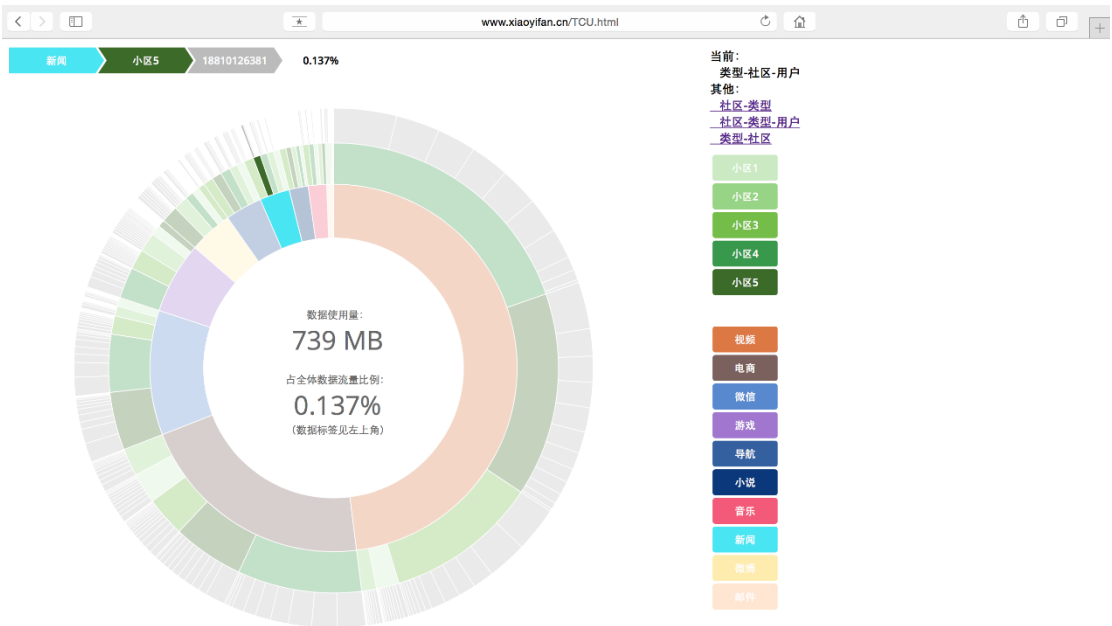 www.xiaoyifan.cn/TCU.html
新闻
小区5
18810126381
0.137%
当前：
类型-社区-用户
其他：
社区-类型
社区-类型-用户
类型-社区
小区1
小区2
小区3
小区4
小区5
视频
电商
微信
游戏
导航
小说
音乐
新闻
微博
邮件
数据使用量：
739 MB
占全体数据流量比例：
0.137%
（数据标签见左上角）